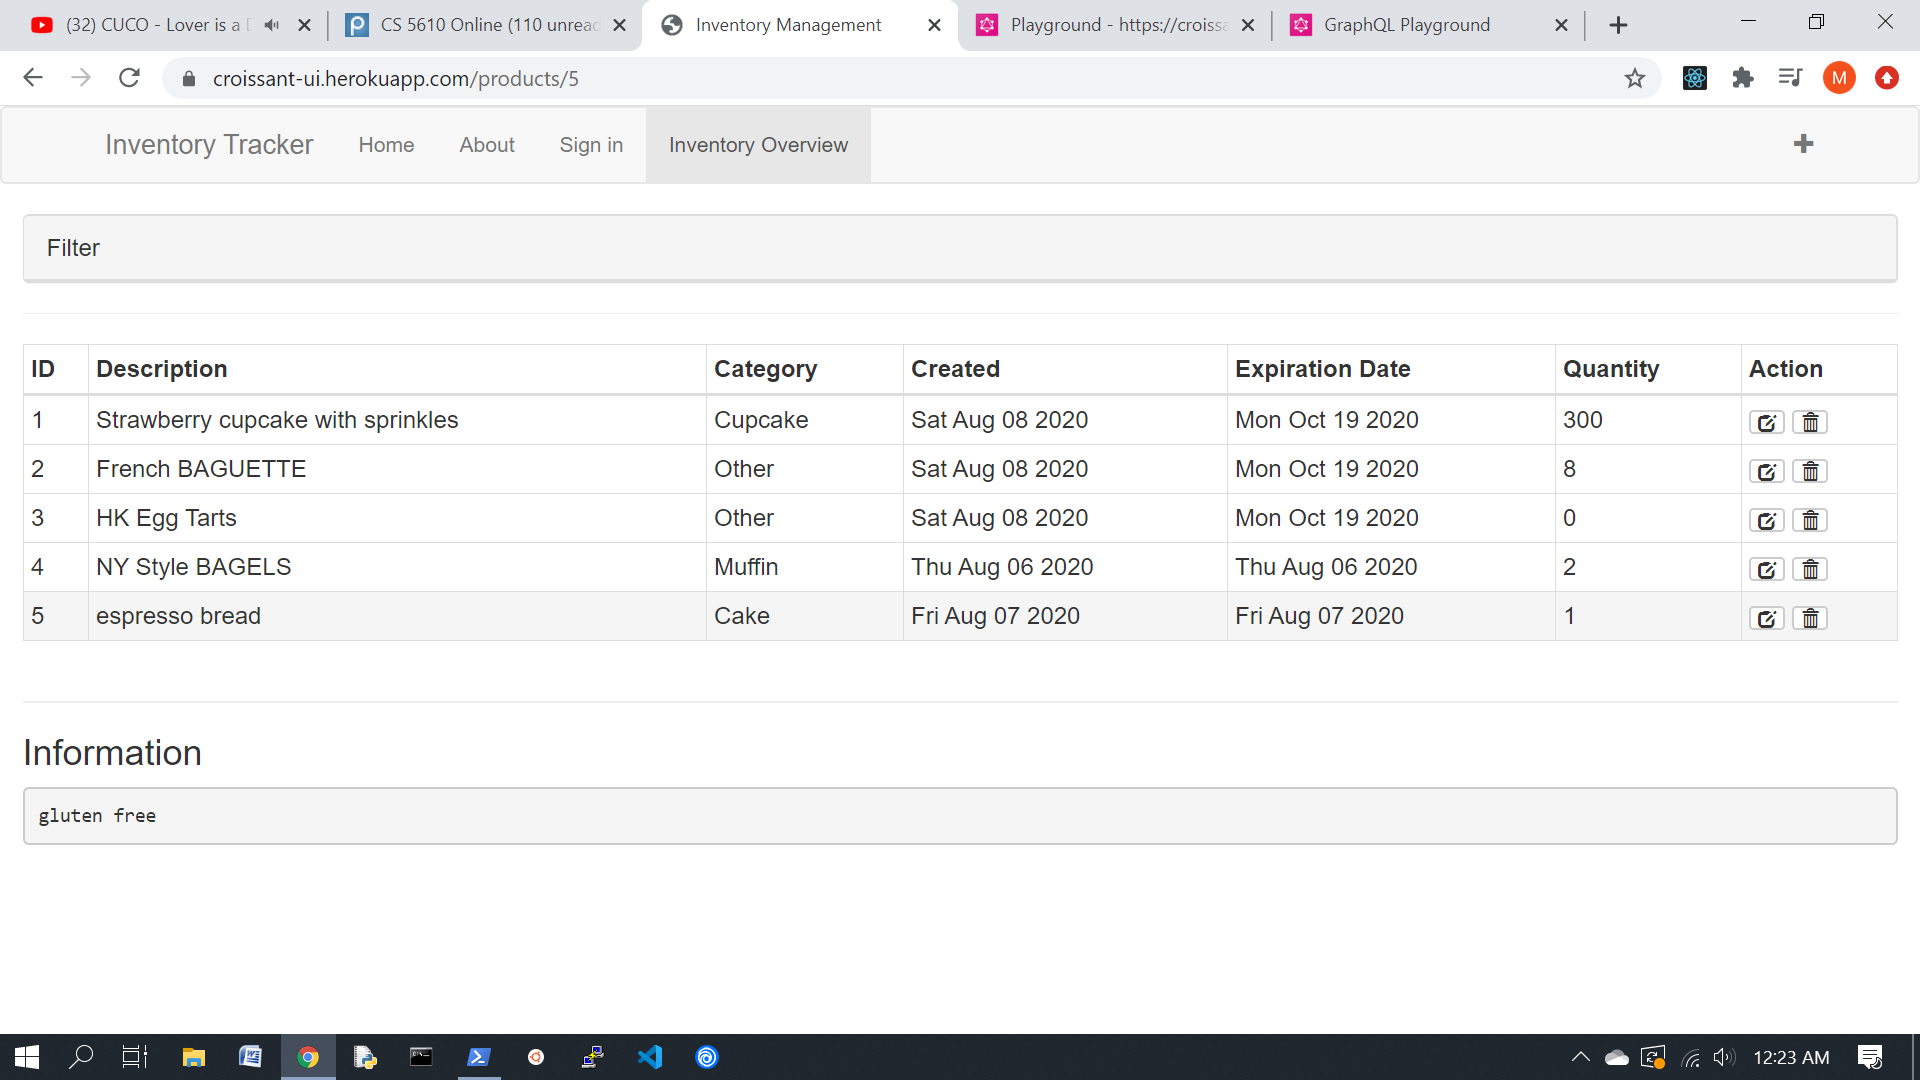 (32) CUCO - Lover is a
CS 5610 Online (110 unread
Inventory Management
Playground - https://croissa
GraphQL Playground
croissant-ui.herokuapp.com/products/5
M
Inventory Tracker
Home
About
Sign in
Inventory Overview
Filter
ID Description Category Created Expiration Date Quantity Action
1 Strawberry cupcake with sprinkles Cupcake Sat Aug 08 2020 Mon Oct 19 2020 300
2 French BAGUETTE Other Sat Aug 08 2020 Mon Oct 19 2020 8
3 HK Egg Tarts Other Sat Aug 08 2020 Mon Oct 19 2020 0
4 NY Style BAGELS Muffin Thu Aug 06 2020 Thu Aug 06 2020 2
5 espresso bread Cake Fri Aug 07 2020 Fri Aug 07 2020 1
Information
gluten free
12:23 AM